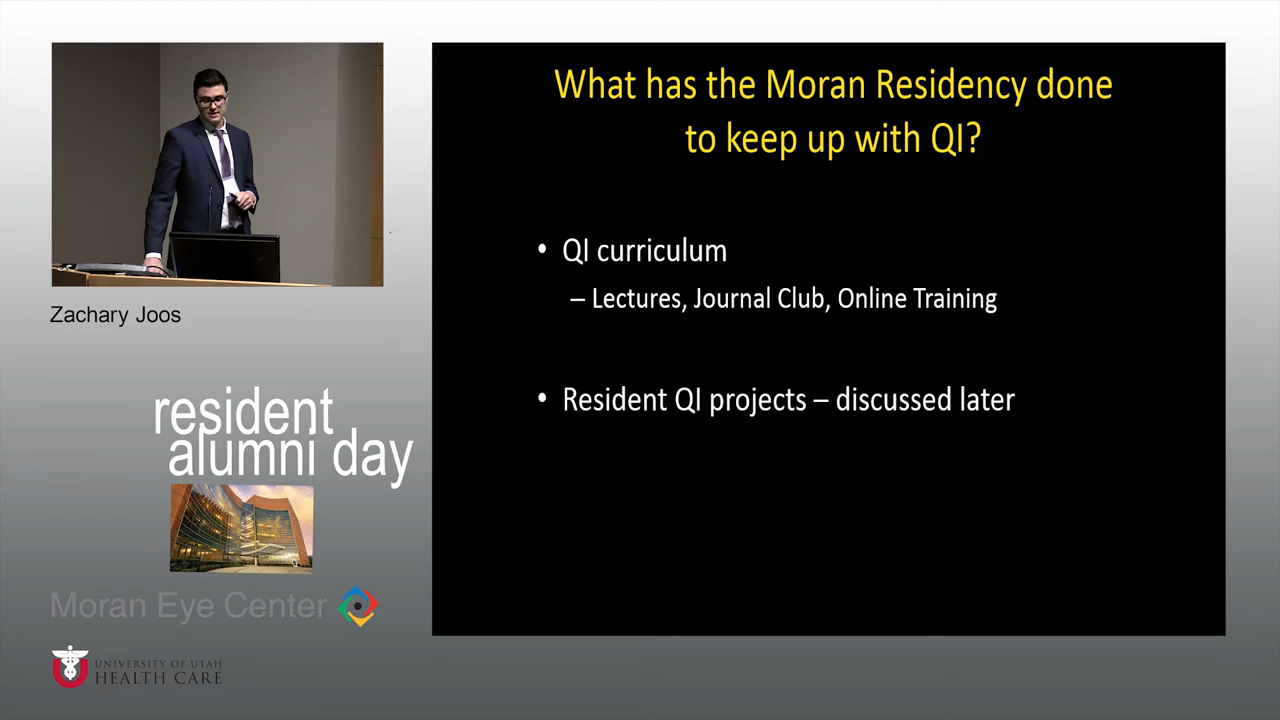 What has the Moran Residency done
to keep up with QI?
• QI curriculum
– Lectures, Journal Club, Online Training
• Resident QI projects – discussed later
Zachary Joos
resident
alumni day
Moran Eye Center
UNIVERSITY OF UTAH
HEALTH CARE